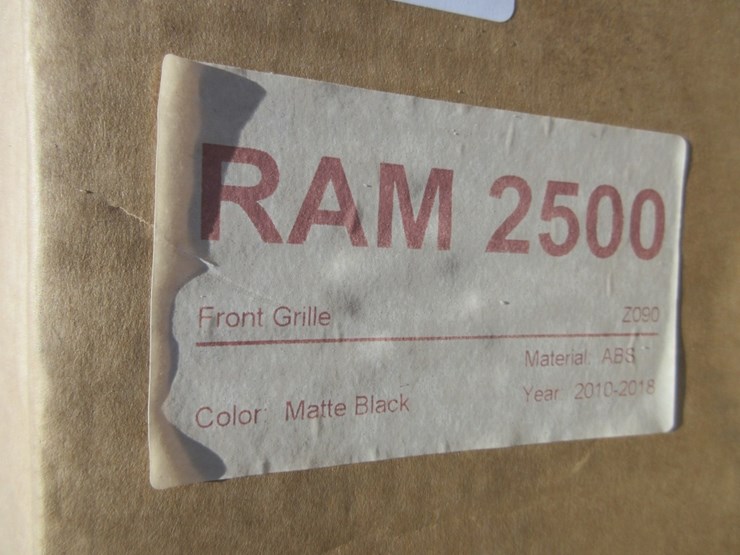 RAM 2500
Front Grille Z090
Material: ABS
Year: 2010-2018
Color: Matte Black